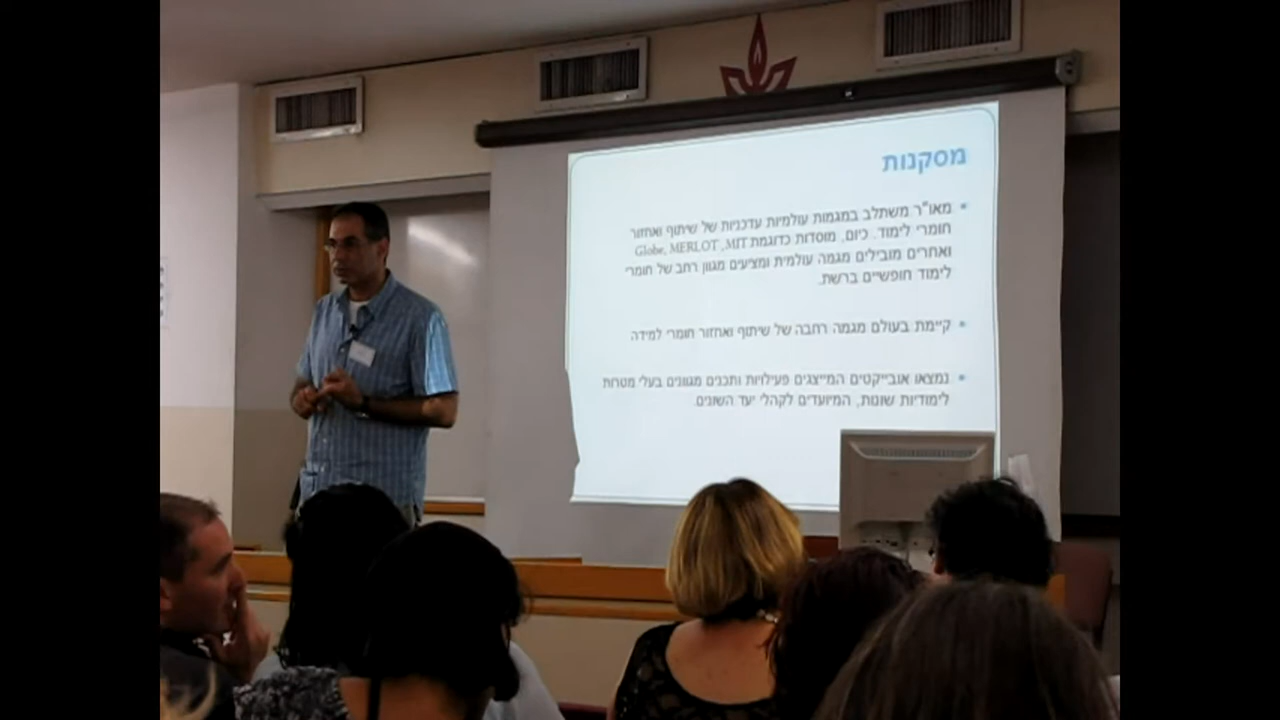 מסקנות
מאו"ר משתלב במגמות עולמיות עדכניות של שיתוף ואחזור
חומרי לימוד. כיום, מוסדות כדוגמת Globe, MERLOT ,MIT
ואחרים מובילים מגמה עולמית ומציעים מגוון רחב של חומרי
לימוד חופשיים ברשת.
קיימת בעולם מגמה רחבה של שיתוף ואחזור חומרי למידה
נמצאו אובייקטים המייצגים פעילויות ותכנים מגוונים בעלי מטרות
לימודיות שונות, המיועדים לקהלי יעד השונים.